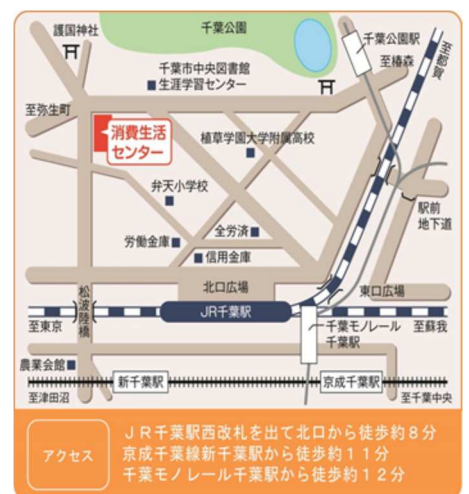 千葉公園
護国神社
千葉公園駅
至都賀
千葉市中央図書館
生涯学習センター
至椿森
至弥生町
消費生活
センター
植草学園大学附属高校
弁天小学校
駅前
地下道
全労済
労働金庫
信用金庫
北口広場
東口広場
松波陸橋
JR千葉駅
至東京
千葉モノレール
千葉駅
至蘇我
農業会館
新千葉駅
京成千葉駅
至津田沼
至千葉中央
アクセス
JR千葉駅西改札を出て北口から徒歩約8分
京成千葉線新千葉駅から徒歩約11分
千葉モノレール千葉駅から徒歩約12分